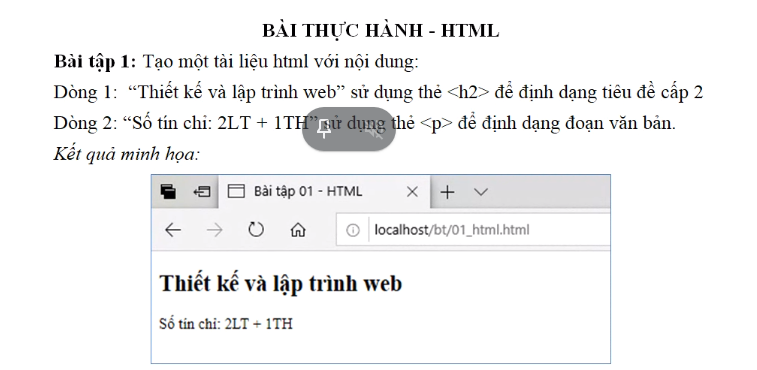 BÀI THỰC HÀNH - HTML
Bài tập 1: Tạo một tài liệu html với nội dung:
Dòng 1: “Thiết kế và lập trình web” sử dụng thẻ <h2> để định dạng tiêu đề cấp 2
Dòng 2: “Số tín chỉ: 2LT + 1TH” sử dụng thẻ <p> để định dạng đoạn văn bản.
Kết quả minh họa:
Bài tập 01 - HTML
localhost/bt/01_html.html
Thiết kế và lập trình web
Số tín chỉ: 2LT + 1TH